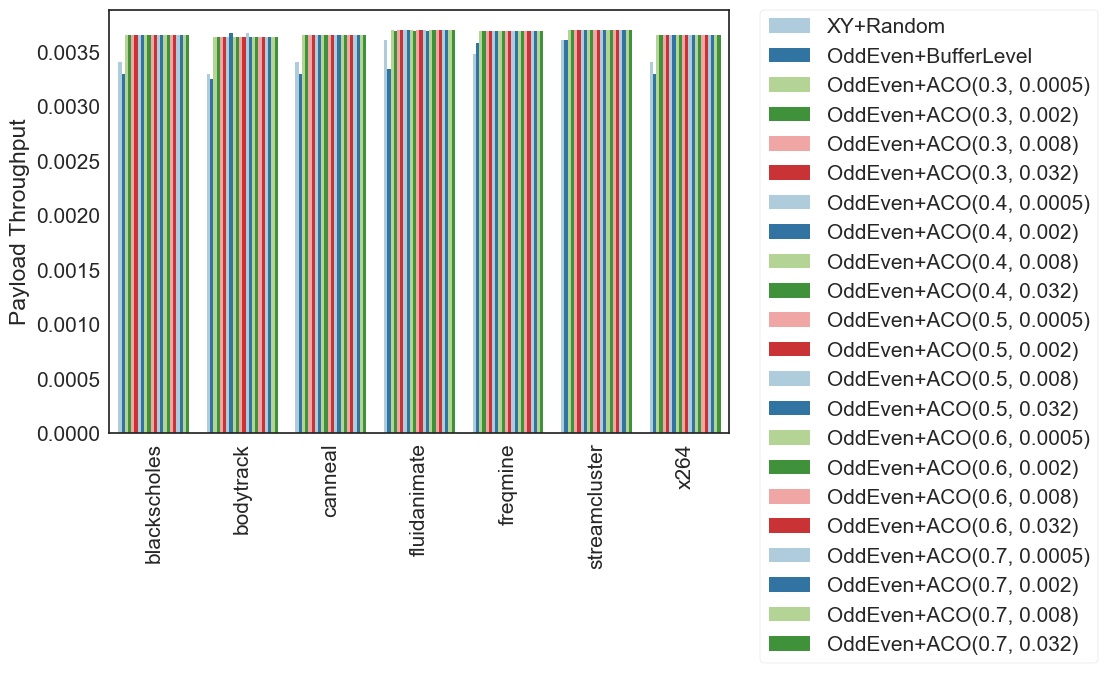 Payload Throughput
0.0035
0.0030
0.0025
0.0020
0.0015
0.0010
0.0005
0.0000
blackscholes
bodytrack
canneal
fluidanimate
freqmine
streamcluster
x264
XY+Random
OddEven+BufferLevel
OddEven+ACO(0.3, 0.0005)
OddEven+ACO(0.3, 0.002)
OddEven+ACO(0.3, 0.008)
OddEven+ACO(0.3, 0.032)
OddEven+ACO(0.4, 0.0005)
OddEven+ACO(0.4, 0.002)
OddEven+ACO(0.4, 0.008)
OddEven+ACO(0.4, 0.032)
OddEven+ACO(0.5, 0.0005)
OddEven+ACO(0.5, 0.002)
OddEven+ACO(0.5, 0.008)
OddEven+ACO(0.5, 0.032)
OddEven+ACO(0.6, 0.0005)
OddEven+ACO(0.6, 0.002)
OddEven+ACO(0.6, 0.008)
OddEven+ACO(0.6, 0.032)
OddEven+ACO(0.7, 0.0005)
OddEven+ACO(0.7, 0.002)
OddEven+ACO(0.7, 0.008)
OddEven+ACO(0.7, 0.032)